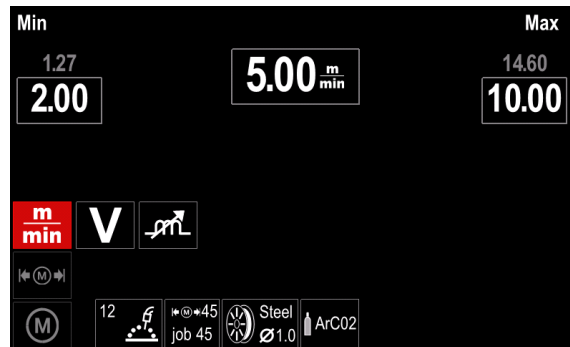 Min Max
1.27 14.60
2.00 5.00 m/min 10.00
m/min V
M
M 12 45 job 45 Steel Ø1.0 ArC02